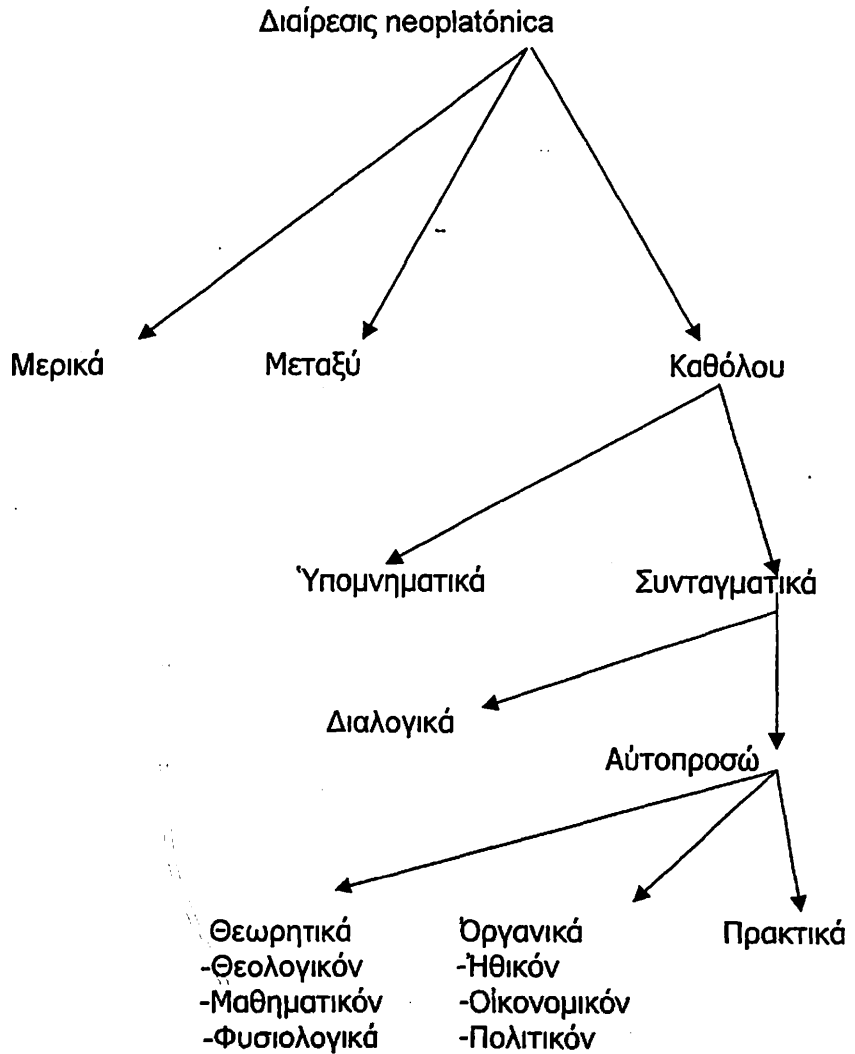 Διαίρεσις neoplatónica
Μερικά Μεταξύ Καθόλου
Ὑπομνηματικά Συνταγματικά
Διαλογικά
Αὐτοπροσώ
Θεωρητικά Ὀργανικά Πρακτικά
-Θεολογικόν -Ἠθικόν
-Μαθηματικόν -Οἰκονομικόν
-Φυσιολογικά -Πολιτικόν